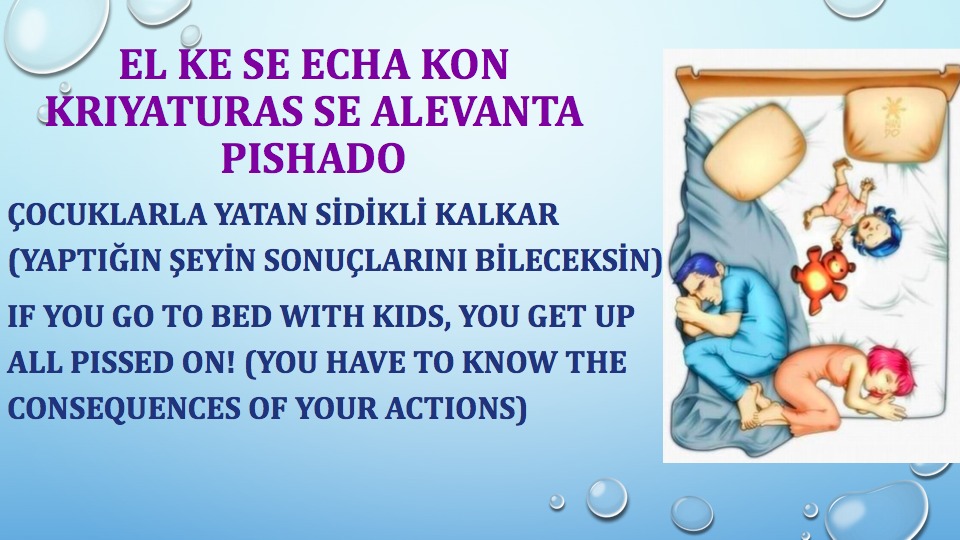 EL KE SE ECHA KON
KRIYATURAS SE ALEVANTA
PISHADO
ÇOCUKLARLA YATAN SİDİKLİ KALKAR
(YAPTIĞIN ŞEYİN SONUÇLARINI BİLECEKSİN)
IF YOU GO TO BED WITH KIDS, YOU GET UP
ALL PISSED ON! (YOU HAVE TO KNOW THE
CONSEQUENCES OF YOUR ACTIONS)